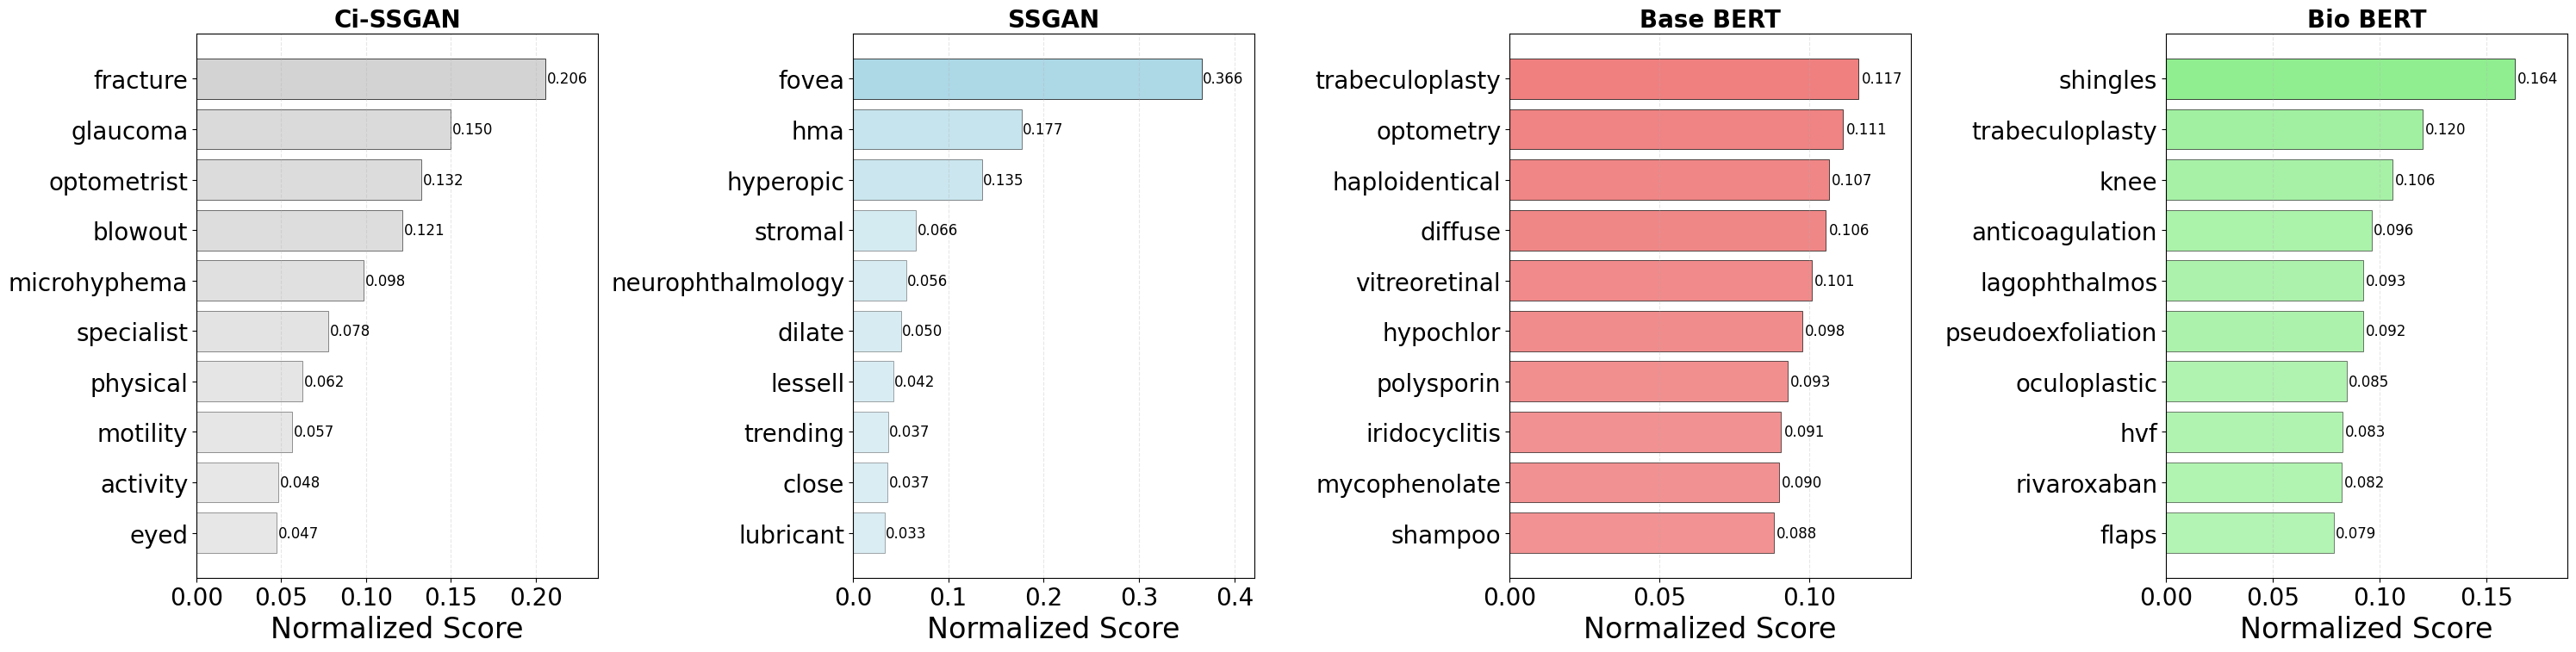 Ci-SSGAN
fracture 0.206
glaucoma 0.150
optometrist 0.132
blowout 0.121
microhyphema 0.098
specialist 0.078
physical 0.062
motility 0.057
activity 0.048
eyed 0.047
0.00 0.05 0.10 0.15 0.20
Normalized Score
SSGAN
fovea 0.366
hma 0.177
hyperopic 0.135
stromal 0.066
neurophthalmology 0.056
dilate 0.050
lessell 0.042
trending 0.037
close 0.037
lubricant 0.033
0.0 0.1 0.2 0.3 0.4
Normalized Score
Base BERT
trabeculoplasty 0.117
optometry 0.111
haploidentical 0.107
diffuse 0.106
vitreoretinal 0.101
hypochlor 0.098
polysporin 0.093
iridocyclitis 0.091
mycophenolate 0.090
shampoo 0.088
0.00 0.05 0.10
Normalized Score
Bio BERT
shingles 0.164
trabeculoplasty 0.120
knee 0.106
anticoagulation 0.096
lagophthalmos 0.093
pseudoexfoliation 0.092
oculoplastic 0.085
hvf 0.083
rivaroxaban 0.082
flaps 0.079
0.00 0.05 0.10 0.15
Normalized Score